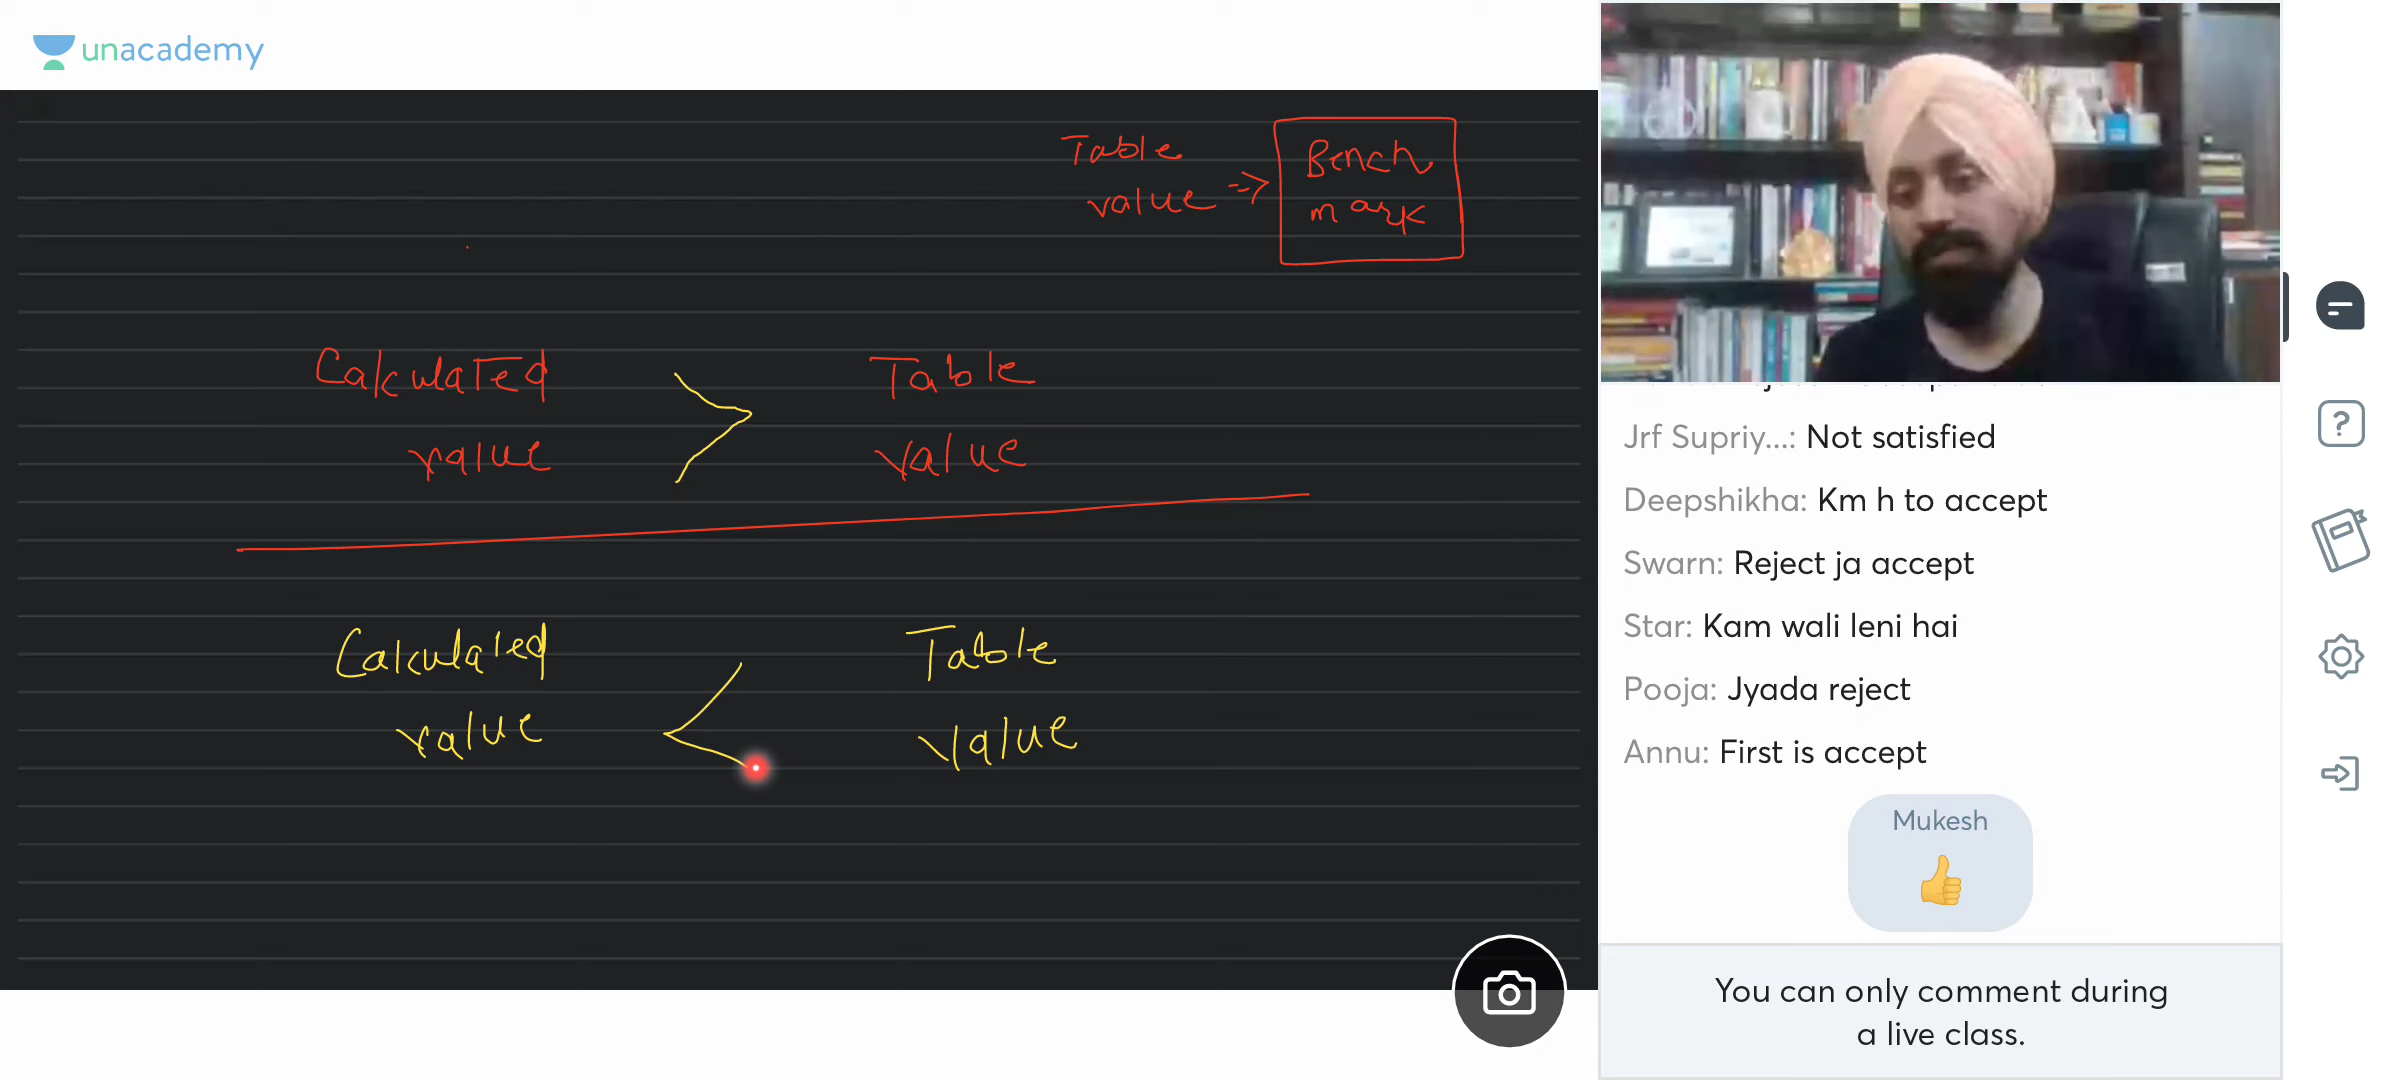 unacademy
Table
value => Bench
mark
Calculated > Table
value value
Calculated < Table
value value
Jrf Supriy...: Not satisfied
Deepshikha: Km h to accept
Swarn: Reject ja accept
Star: Kam wali leni hai
Pooja: Jyada reject
Annu: First is accept
Mukesh
You can only comment during
a live class.